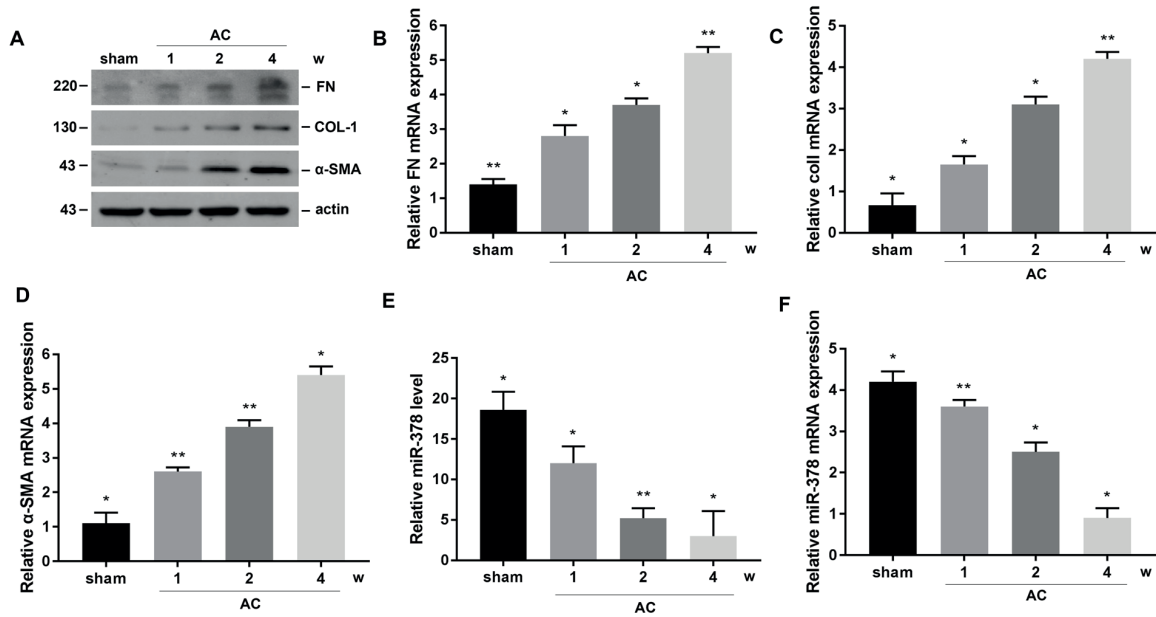 A
AC
sham 1 2 4 w
220 FN
130 COL-1
43 α-SMA
43 actin
B
Relative FN mRNA expression
6
5
4
3
2
1
0
** * * **
sham 1 2 4 w
AC
C
Relative coll mRNA expression
5
4
3
2
1
0
* * * **
sham 1 2 4 w
AC
D
Relative α-SMA mRNA expression
6
5
4
3
2
1
0
* ** ** *
sham 1 2 4 w
AC
E
Relative miR-378 level
25
20
15
10
5
0
* * ** *
sham 1 2 4 w
AC
F
Relative miR-378 mRNA expression
5
4
3
2
1
0
* ** * *
sham 1 2 4 w
AC